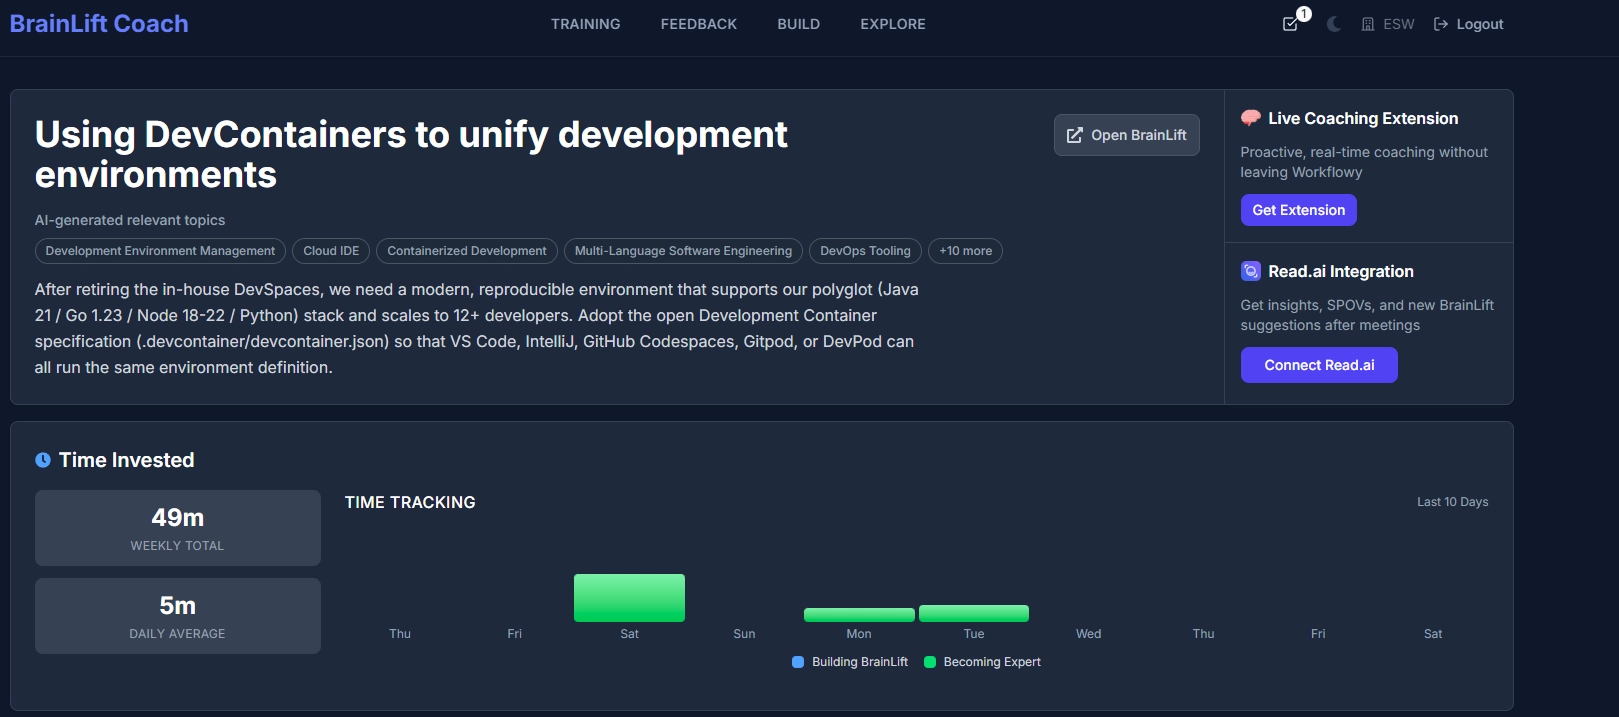 BrainLift Coach
TRAINING
FEEDBACK
BUILD
EXPLORE
1
ESW
Logout
Using DevContainers to unify development
environments
Open BrainLift
AI-generated relevant topics
Development Environment Management
Cloud IDE
Containerized Development
Multi-Language Software Engineering
DevOps Tooling
+10 more
After retiring the in-house DevSpaces, we need a modern, reproducible environment that supports our polyglot (Java
21 / Go 1.23 / Node 18-22 / Python) stack and scales to 12+ developers. Adopt the open Development Container
specification (.devcontainer/devcontainer.json) so that VS Code, IntelliJ, GitHub Codespaces, Gitpod, or DevPod can
all run the same environment definition.
Live Coaching Extension
Proactive, real-time coaching without
leaving Workflowy
Get Extension
Read.ai Integration
Get insights, SPOVs, and new BrainLift
suggestions after meetings
Connect Read.ai
Time Invested
49m
WEEKLY TOTAL
5m
DAILY AVERAGE
TIME TRACKING
Last 10 Days
Thu
Fri
Sat
Sun
Mon
Tue
Wed
Thu
Fri
Sat
Building BrainLift
Becoming Expert